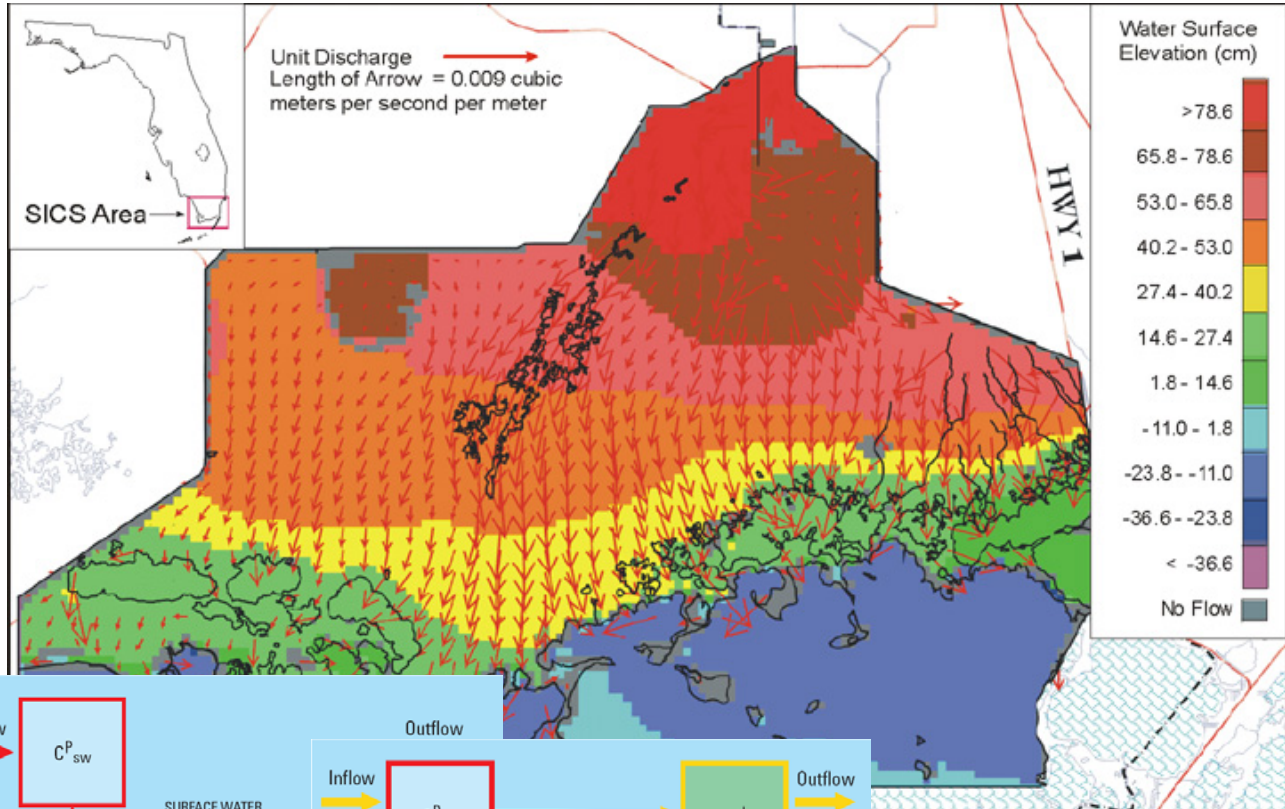 Unit Discharge
Length of Arrow = 0.009 cubic
meters per second per meter
SICS Area
HWY 1
Water Surface
Elevation (cm)
>78.6
65.8 - 78.6
53.0 - 65.8
40.2 - 53.0
27.4 - 40.2
14.6 - 27.4
1.8 - 14.6
-11.0 - 1.8
-23.8 - -11.0
-36.6 - -23.8
< -36.6
No Flow
C^P_sw
Outflow
SURFACE WATER
Inflow
Outflow